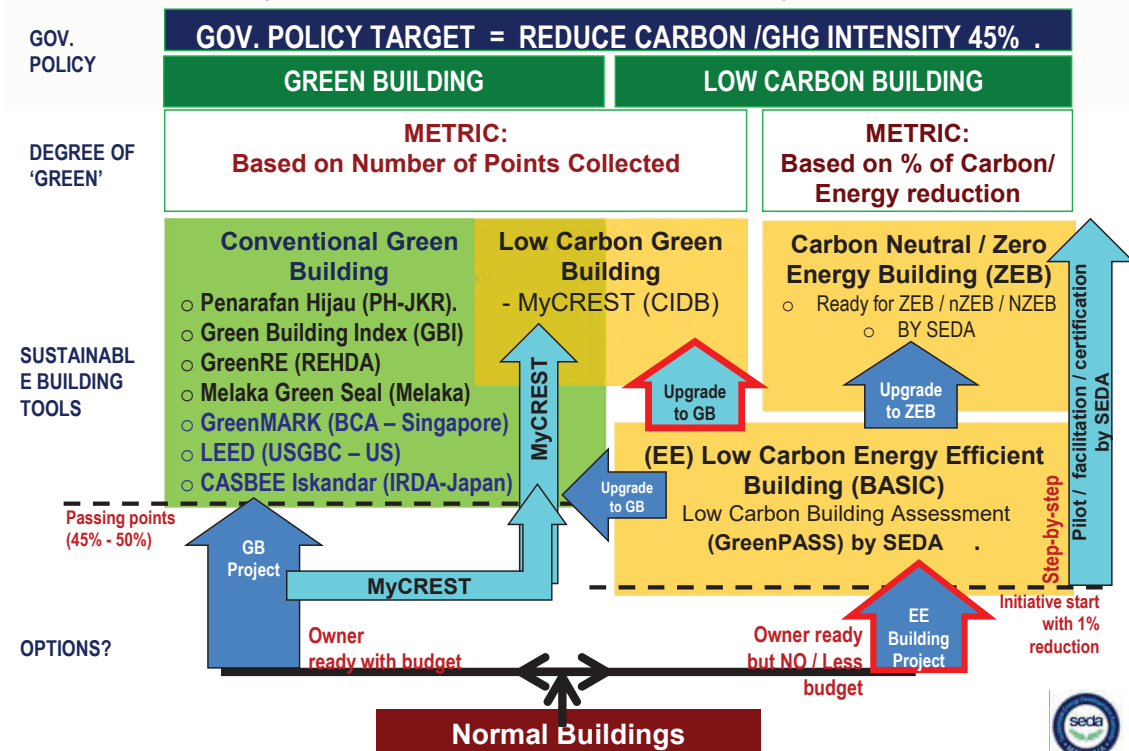 GOV.
POLICY
GOV. POLICY TARGET = REDUCE CARBON /GHG INTENSITY 45% .
GREEN BUILDING
LOW CARBON BUILDING
DEGREE OF
‘GREEN’
METRIC:
Based on Number of Points Collected
METRIC:
Based on % of Carbon/
Energy reduction
SUSTAINABL
E BUILDING
TOOLS
Conventional Green
Building
o Penarafan Hijau (PH-JKR).
o Green Building Index (GBI)
o GreenRE (REHDA)
o Melaka Green Seal (Melaka)
o GreenMARK (BCA – Singapore)
o LEED (USGBC – US)
o CASBEE Iskandar (IRDA-Japan)
Low Carbon Green
Building
- MyCREST (CIDB)
MyCREST
Upgrade
to GB
Carbon Neutral / Zero
Energy Building (ZEB)
o Ready for ZEB / nZEB / NZEB
o BY SEDA
Upgrade
to ZEB
Upgrade
to GB
(EE) Low Carbon Energy Efficient
Building (BASIC)
Low Carbon Building Assessment
(GreenPASS) by SEDA .
Step-by-step
Pilot / facilitation / certification
by SEDA
Passing points
(45% - 50%)
GB
Project
MyCREST
Initiative start
with 1%
reduction
OPTIONS?
Owner
ready with budget
Owner ready
but NO / Less
budget
EE
Building
Project
Normal Buildings
seda